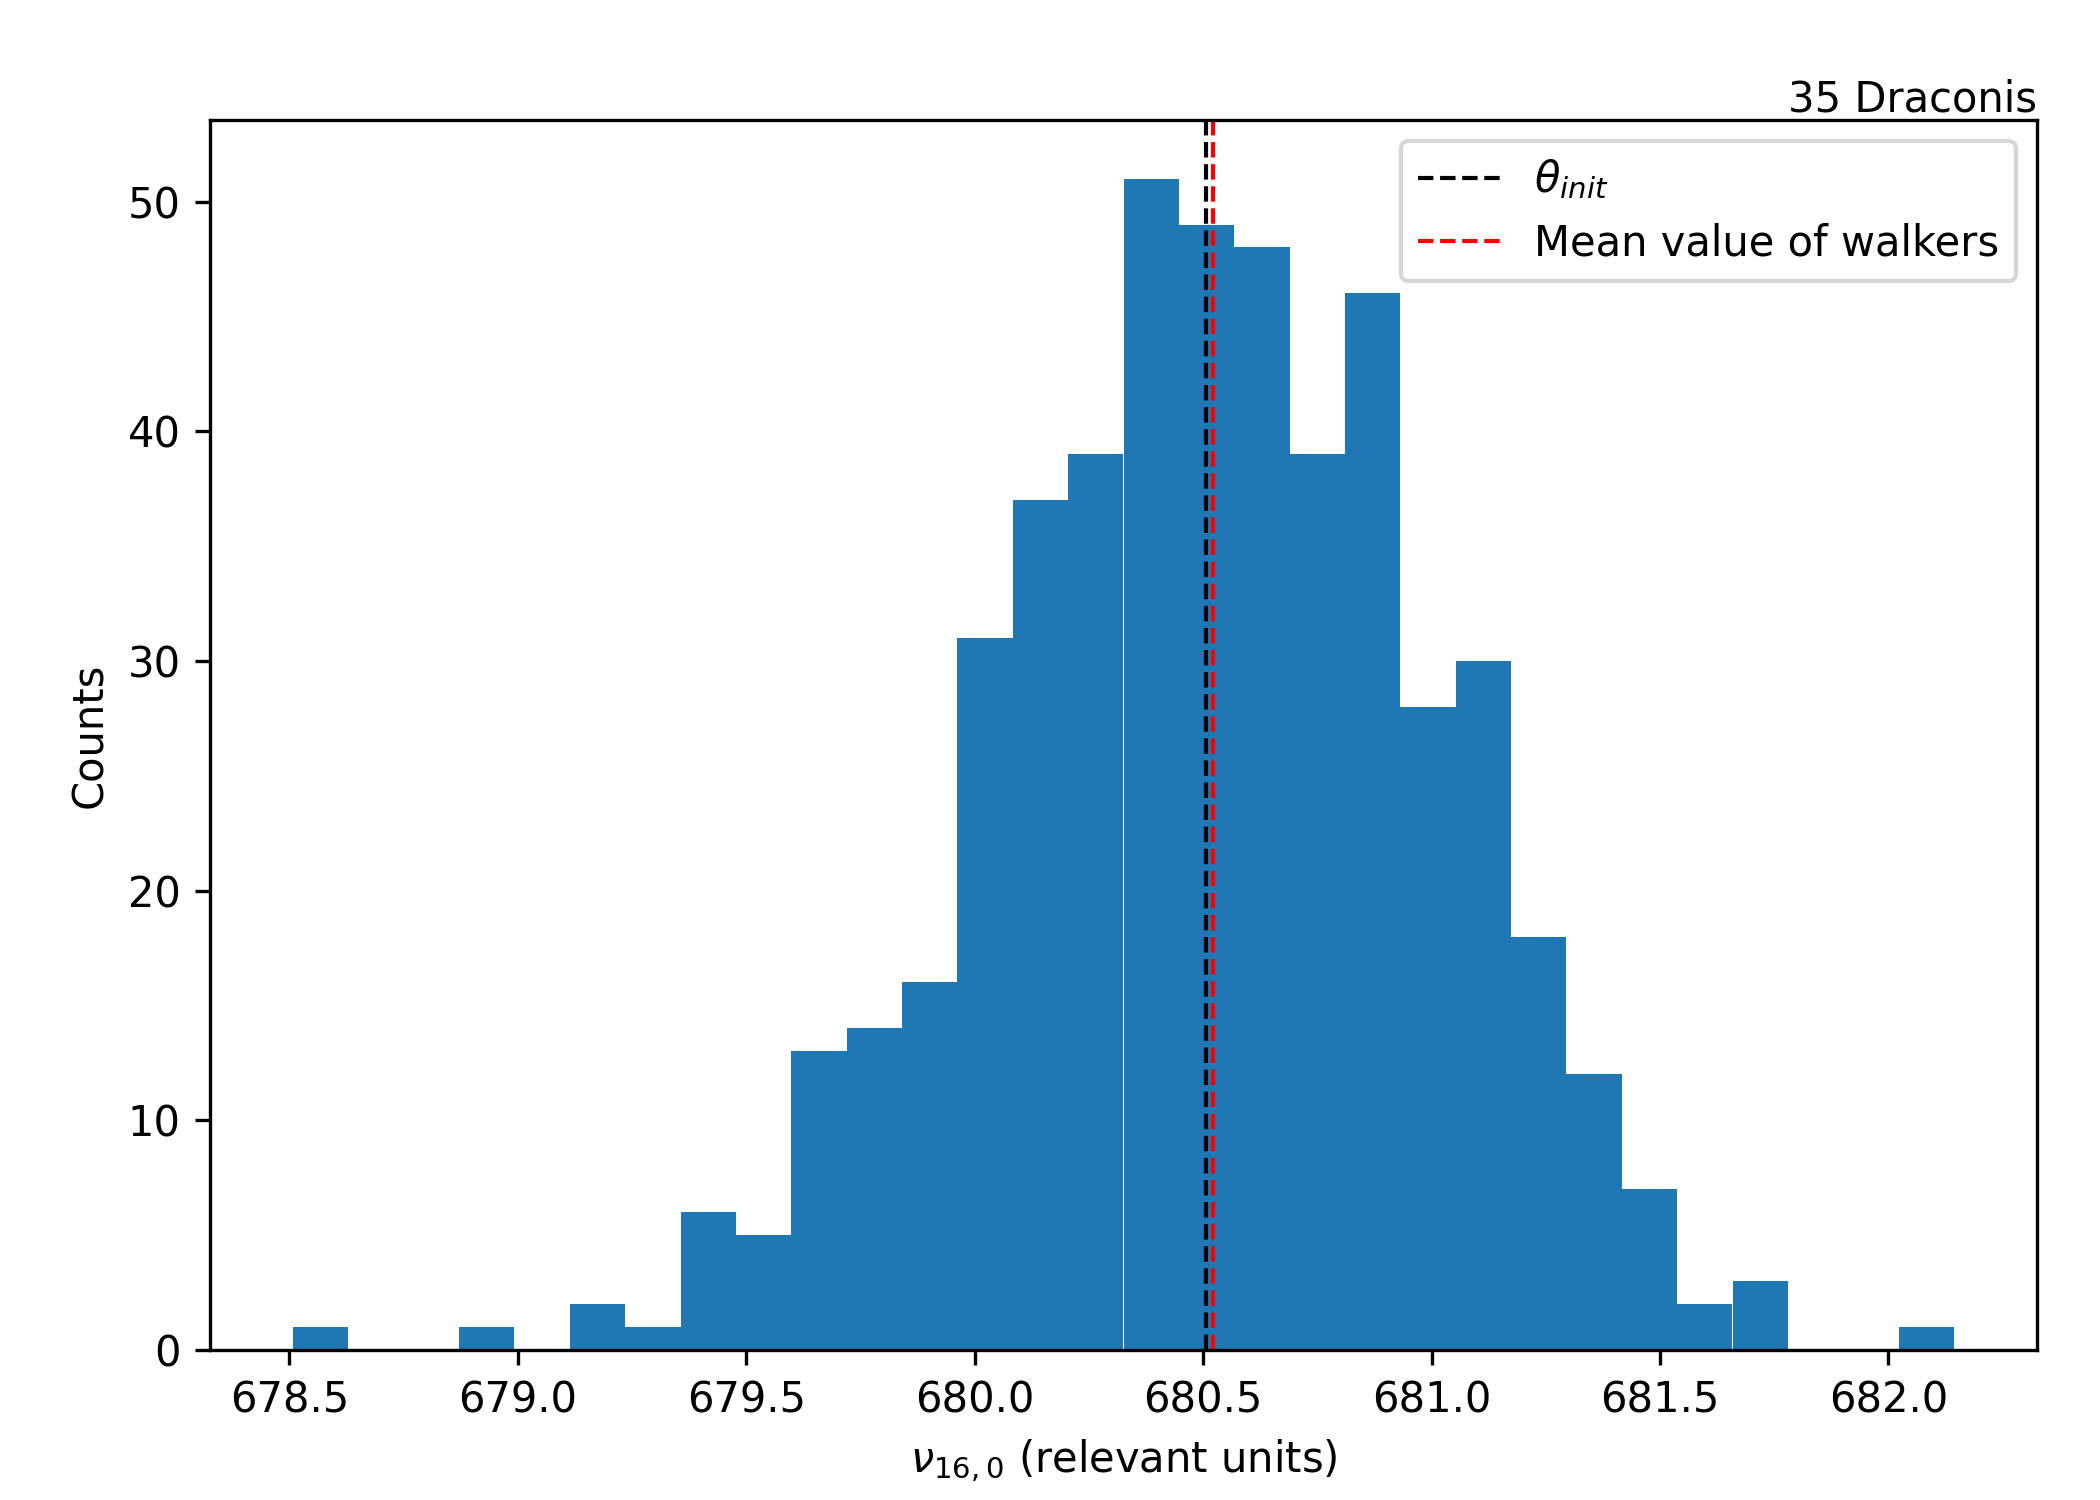 35 Draconis
θinit
Mean value of walkers
50
40
30
20
10
0
Counts
678.5 679.0 679.5 680.0 680.5 681.0 681.5 682.0
ν16, 0 (relevant units)